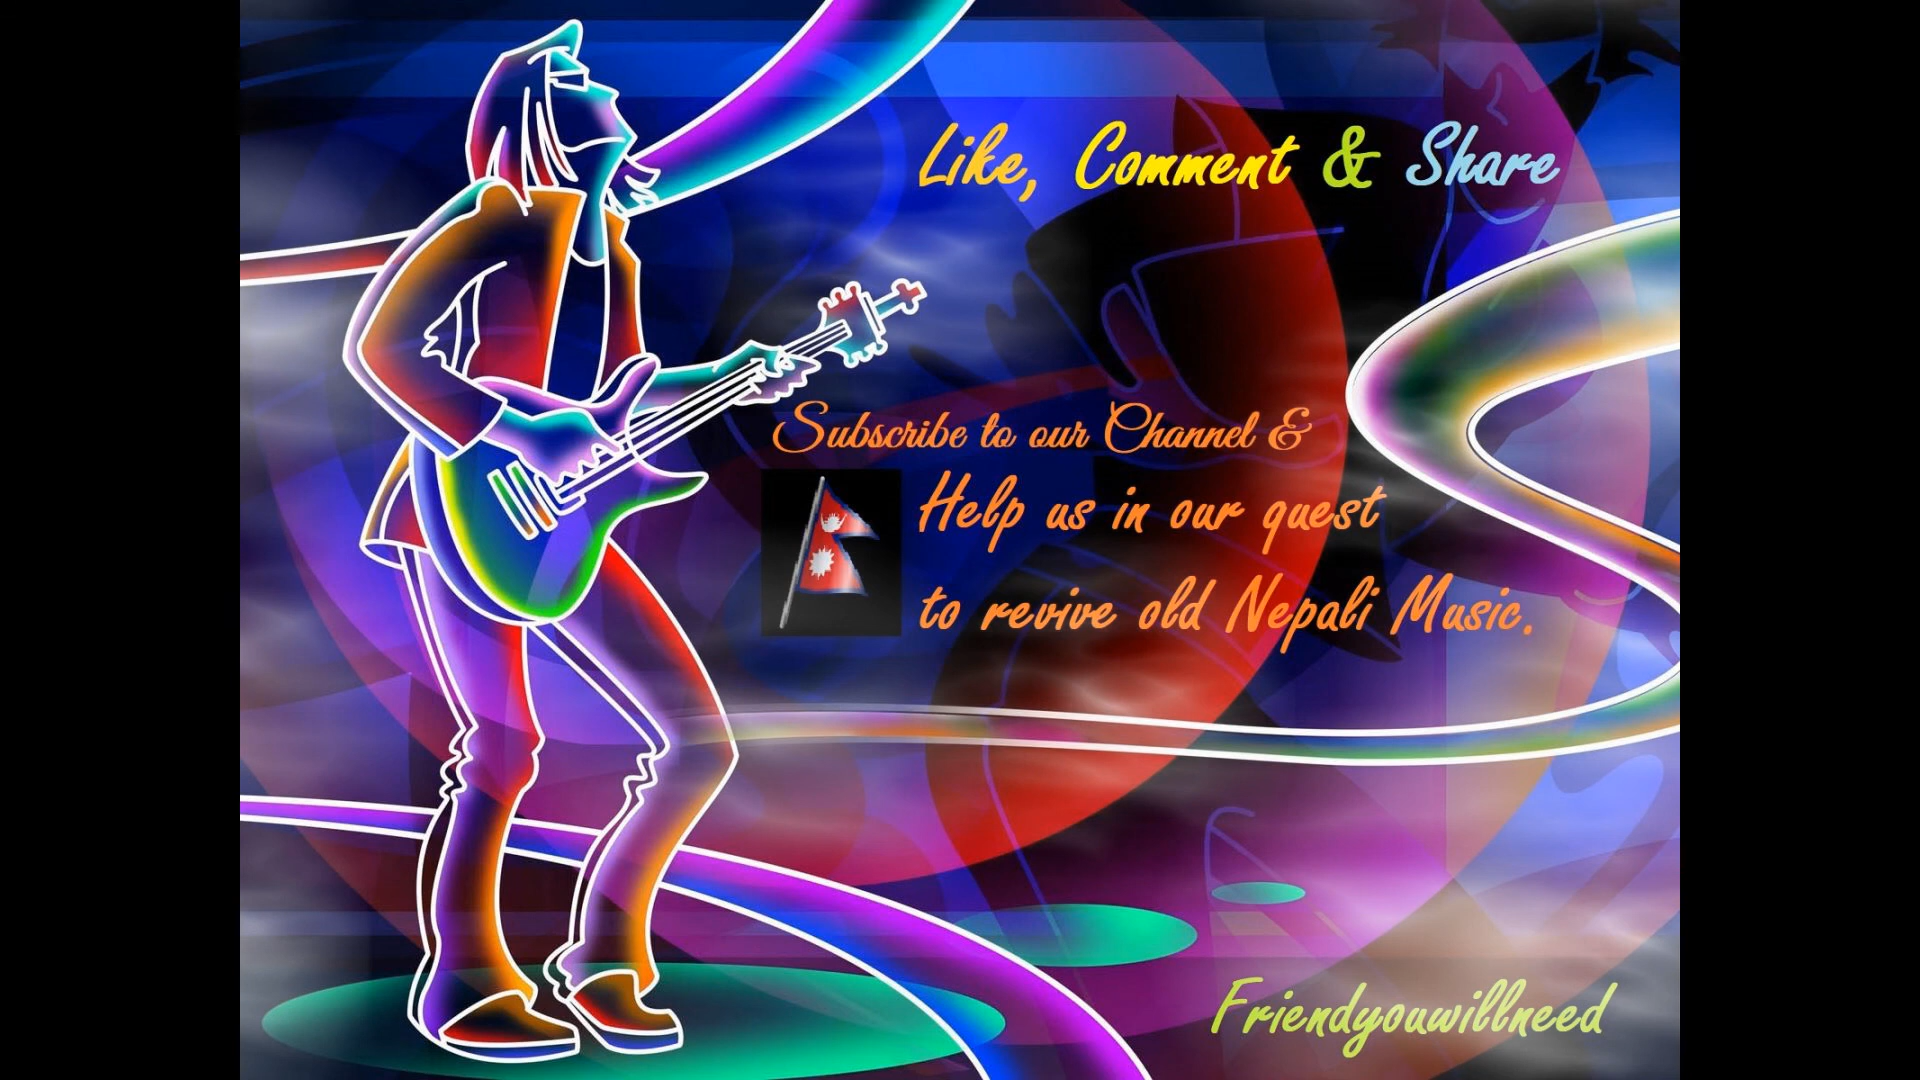 Like, Comment & Share
Subscribe to our Channel &
Help us in our quest
to revive old Nepali Music.
Friendyouwillneed